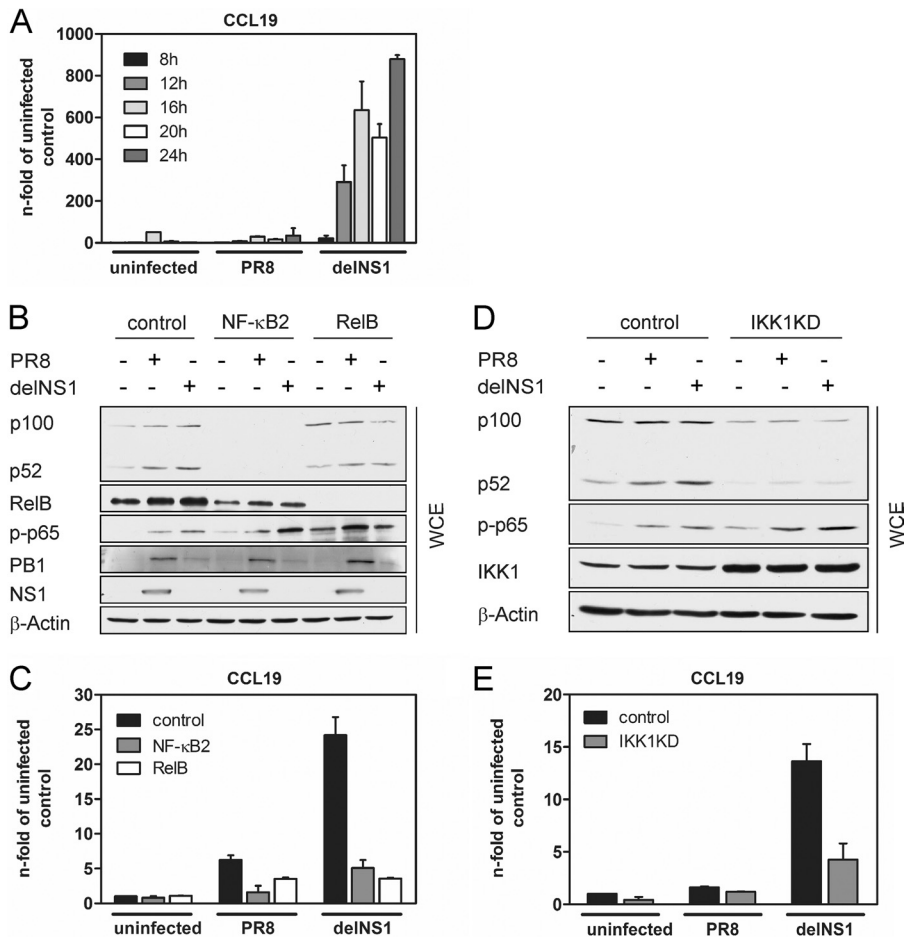 A
CCL19
n-fold of uninfected
control
1000
800
600
400
200
0
8h
12h
16h
20h
24h
uninfected PR8 delNS1
B
control NF-κB2 RelB
PR8 - + - - + - - + -
delNS1 - - + - - + - - +
p100
p52
RelB
p-p65
PB1
NS1
β-Actin
WCE
D
control IKK1KD
PR8 - + - - + -
delNS1 - - + - - +
p100
p52
p-p65
IKK1
β-Actin
WCE
C
CCL19
n-fold of uninfected
control
30
25
20
15
10
5
0
control
NF-κB2
RelB
uninfected PR8 delNS1
E
CCL19
n-fold of uninfected
control
20
15
10
5
0
control
IKK1KD
uninfected PR8 delNS1